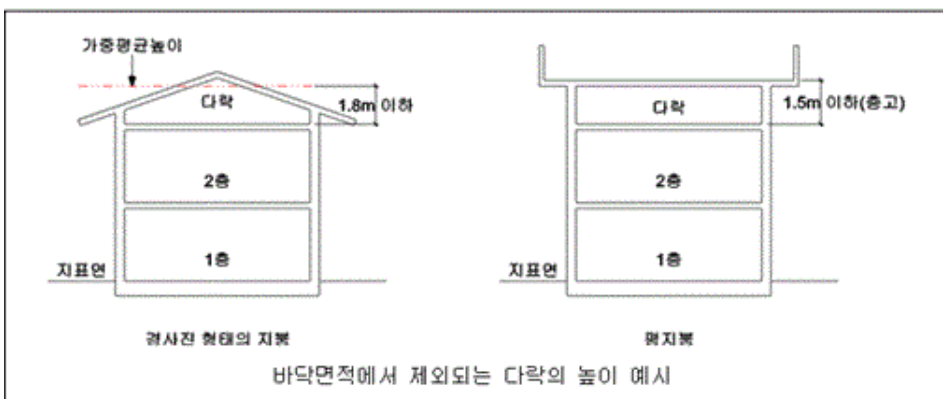 가중평균높이
다락
1.8m 이하
2층
1층
지표면
경사진 형태의 지붕
다락
1.5m 이하(층고)
2층
1층
지표면
평지붕
바닥면적에서 제외되는 다락의 높이 예시